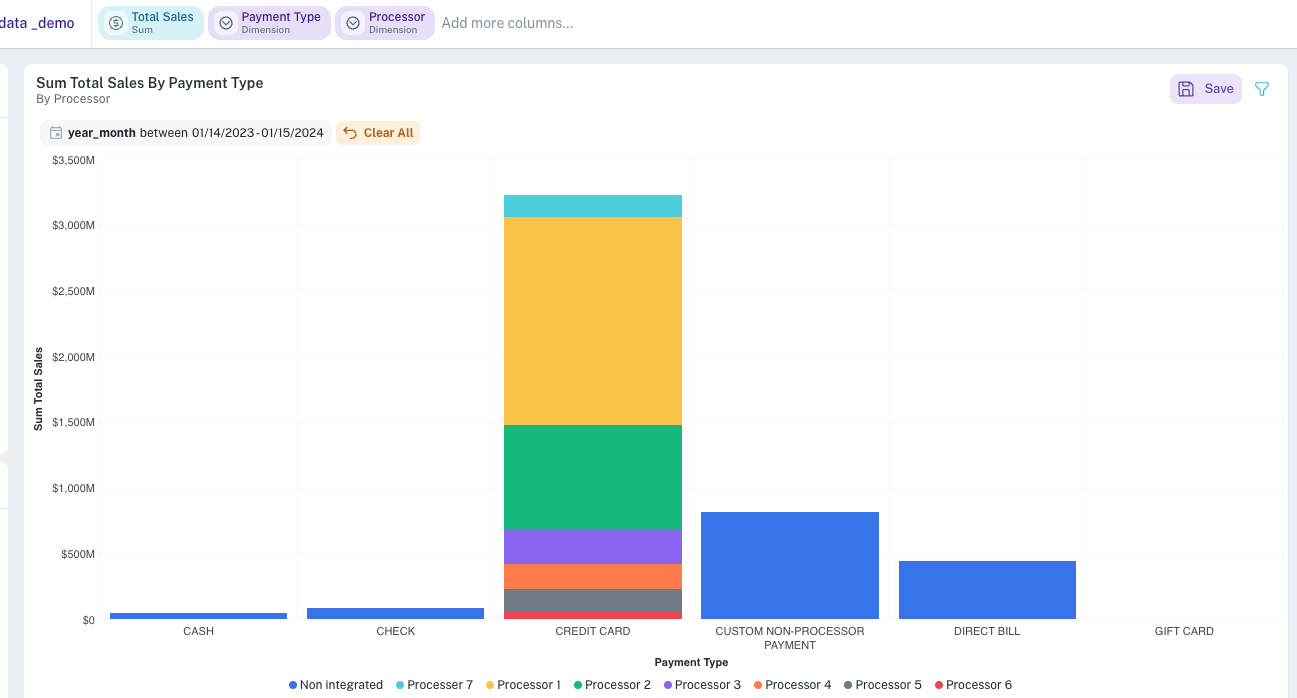 data _demo
Total Sales
Sum
Payment Type
Dimension
Processor
Dimension
Add more columns...
Sum Total Sales By Payment Type
By Processor
Save
year_month between 01/14/2023-01/15/2024
Clear All
$3,500M
$3,000M
$2,500M
$2,000M
$1,500M
$1,000M
$500M
$0
Sum Total Sales
CASH
CHECK
CREDIT CARD
CUSTOM NON-PROCESSOR
PAYMENT
DIRECT BILL
GIFT CARD
Payment Type
Non integrated
Processer 7
Processor 1
Processor 2
Processor 3
Processor 4
Processor 5
Processor 6